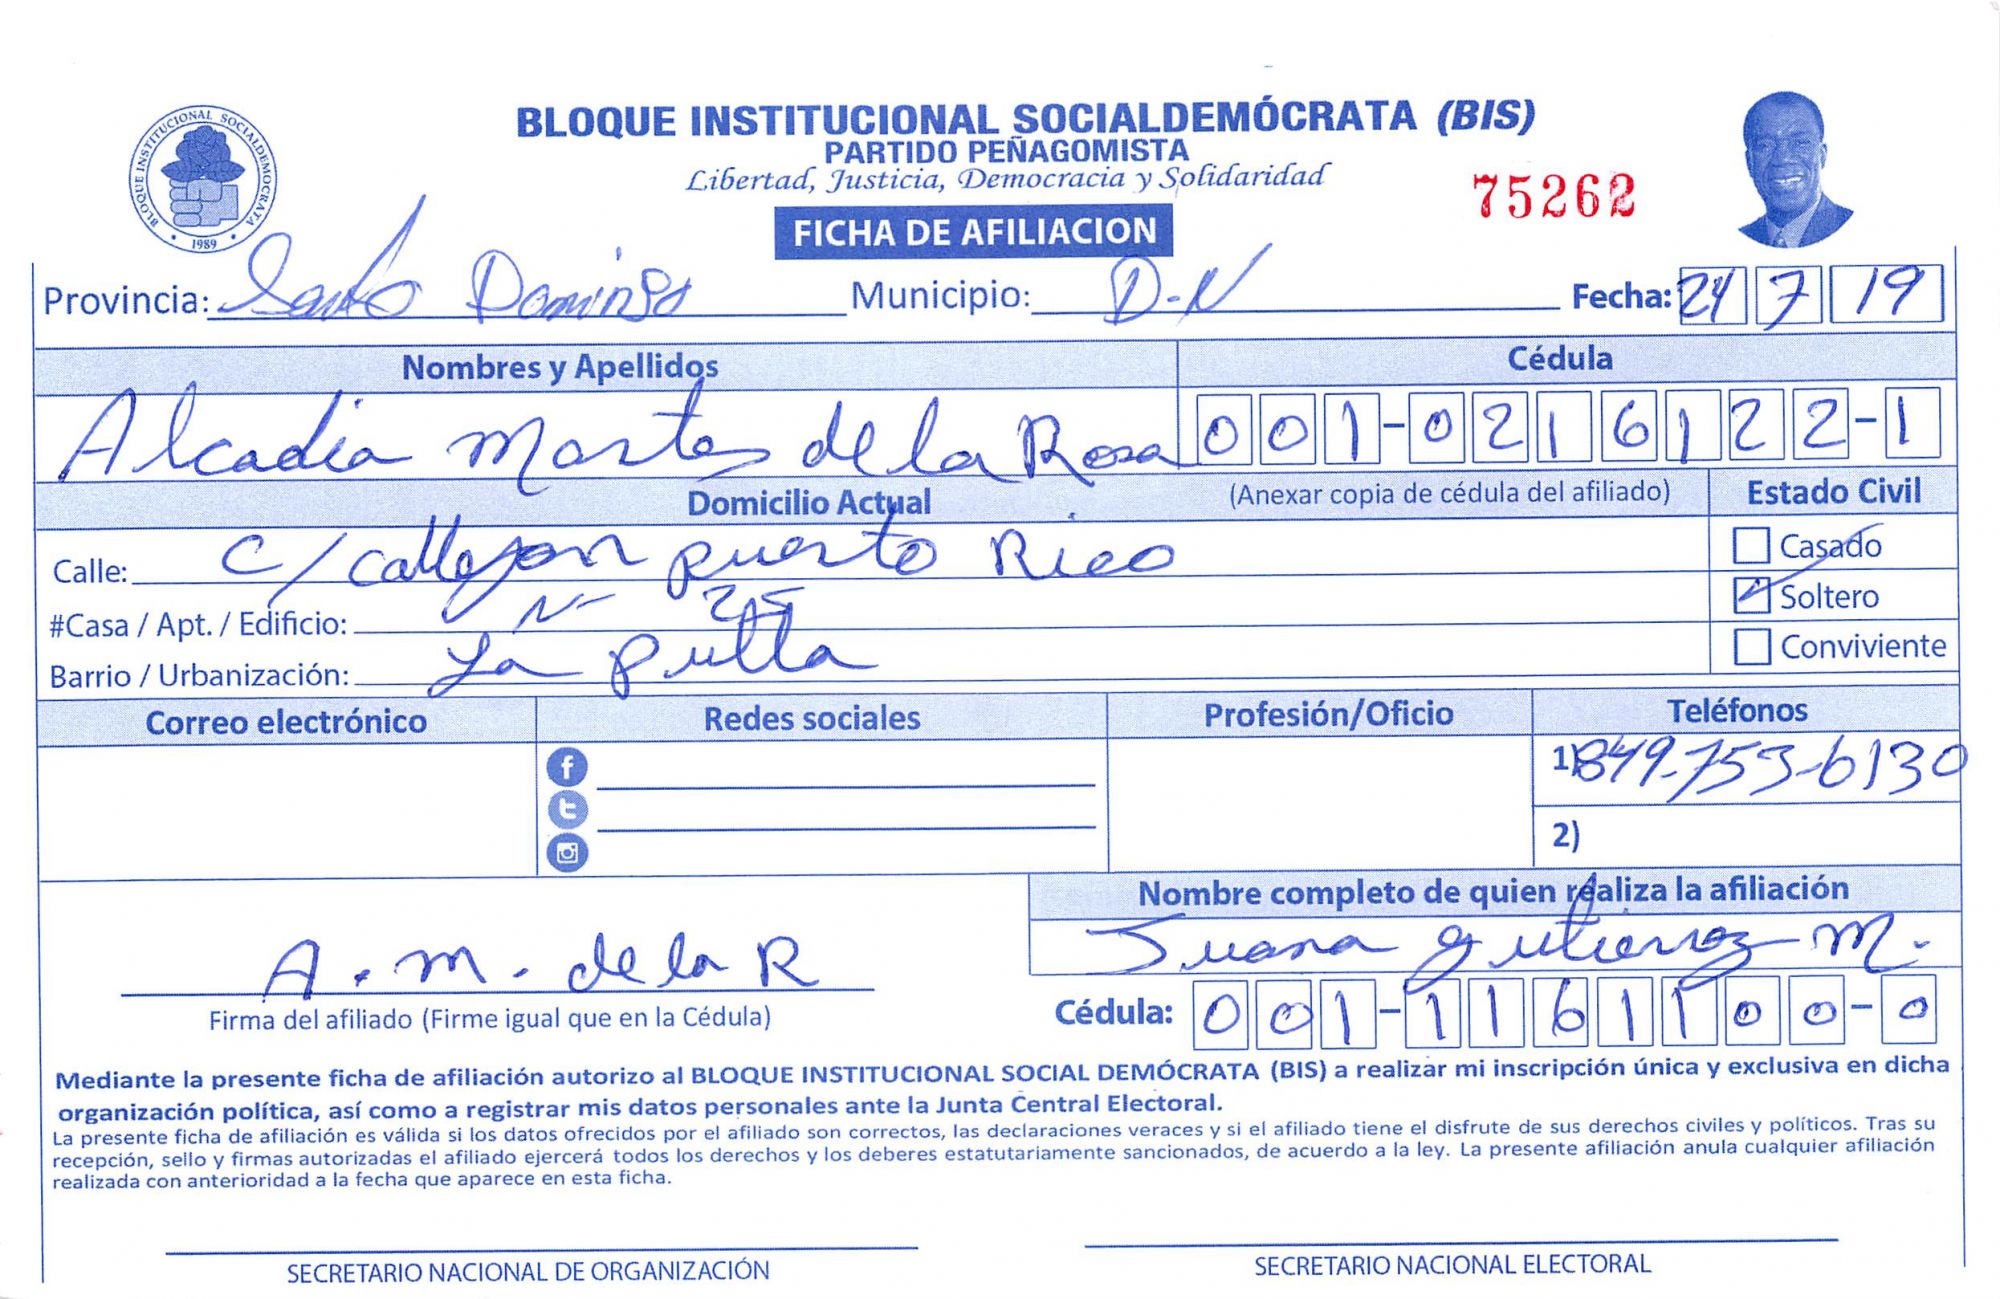 BLOQUE INSTITUCIONAL SOCIALDEMÓCRATA (BIS)
PARTIDO PEÑAGOMISTA
Libertad, Justicia, Democracia y Solidaridad
BLOQUE INSTITUCIONAL SOCIALDEMOCRATA
1989
75262
FICHA DE AFILIACION
Provincia: Santo Domingo Municipio: D-N Fecha: 24 7 19
Nombres y Apellidos Cédula
Alcadia Martes de la Rosa 001-0216122-1
Domicilio Actual (Anexar copia de cédula del afiliado) Estado Civil
Calle: C/ callejon puerto Rico Casado
#Casa / Apt. / Edificio: N- 25 Soltero
Barrio / Urbanización: La pulla Conviviente
Correo electrónico Redes sociales Profesión/Oficio Teléfonos
1) 849-753-6130
2)
Nombre completo de quien realiza la afiliación
Juana gutierrez M.
A. M. de la R
Firma del afiliado (Firme igual que en la Cédula) Cédula: 001-1161100-0
Mediante la presente ficha de afiliación autorizo al BLOQUE INSTITUCIONAL SOCIAL DEMÓCRATA (BIS) a realizar mi inscripción única y exclusiva en dicha
organización política, así como a registrar mis datos personales ante la Junta Central Electoral.
La presente ficha de afiliación es válida si los datos ofrecidos por el afiliado son correctos, las declaraciones veraces y si el afiliado tiene el disfrute de sus derechos civiles y políticos. Tras su
recepción, sello y firmas autorizadas el afiliado ejercerá todos los derechos y los deberes estatutariamente sancionados, de acuerdo a la ley. La presente afiliación anula cualquier afiliación
realizada con anterioridad a la fecha que aparece en esta ficha.
SECRETARIO NACIONAL DE ORGANIZACIÓN SECRETARIO NACIONAL ELECTORAL